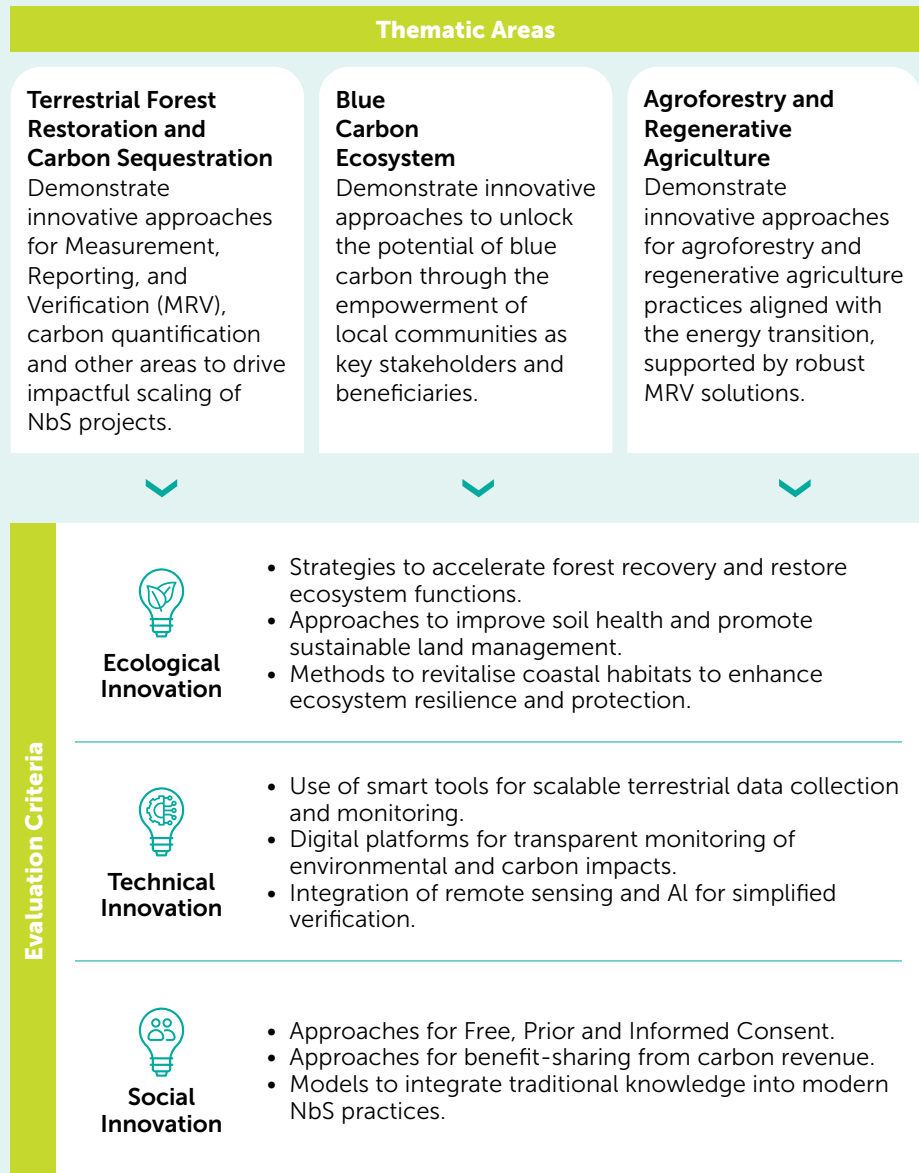 Thematic Areas
Terrestrial Forest
Restoration and
Carbon Sequestration
Demonstrate
innovative approaches
for Measurement,
Reporting, and
Verification (MRV),
carbon quantification
and other areas to drive
impactful scaling of
NbS projects.
Blue
Carbon
Ecosystem
Demonstrate innovative
approaches to unlock
the potential of blue
carbon through the
empowerment of
local communities as
key stakeholders and
beneficiaries.
Agroforestry and
Regenerative
Agriculture
Demonstrate
innovative approaches
for agroforestry and
regenerative agriculture
practices aligned with
the energy transition,
supported by robust
MRV solutions.
Evaluation Criteria
Ecological
Innovation
• Strategies to accelerate forest recovery and restore
ecosystem functions.
• Approaches to improve soil health and promote
sustainable land management.
• Methods to revitalise coastal habitats to enhance
ecosystem resilience and protection.
Technical
Innovation
• Use of smart tools for scalable terrestrial data collection
and monitoring.
• Digital platforms for transparent monitoring of
environmental and carbon impacts.
• Integration of remote sensing and AI for simplified
verification.
Social
Innovation
• Approaches for Free, Prior and Informed Consent.
• Approaches for benefit-sharing from carbon revenue.
• Models to integrate traditional knowledge into modern
NbS practices.